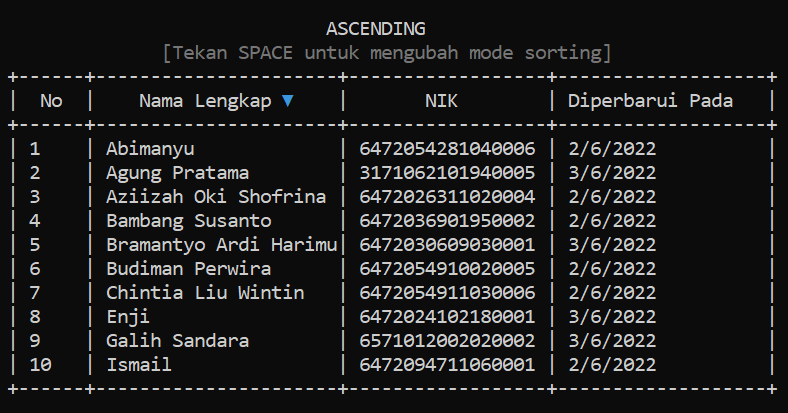 ASCENDING
[Tekan SPACE untuk mengubah mode sorting]
+------+----------------------+------------------+-------------------+
| No | Nama Lengkap ▼ | NIK | Diperbarui Pada |
+------+----------------------+------------------+-------------------+
| 1 | Abimanyu | 6472054281040006 | 2/6/2022 |
| 2 | Agung Pratama | 3171062101940005 | 3/6/2022 |
| 3 | Aziizah Oki Shofrina | 6472026311020004 | 2/6/2022 |
| 4 | Bambang Susanto | 6472036901950002 | 2/6/2022 |
| 5 | Bramantyo Ardi Harimu| 6472030609030001 | 3/6/2022 |
| 6 | Budiman Perwira | 6472054910020005 | 2/6/2022 |
| 7 | Chintia Liu Wintin | 6472054911030006 | 2/6/2022 |
| 8 | Enji | 6472024102180001 | 3/6/2022 |
| 9 | Galih Sandara | 6571012002020002 | 3/6/2022 |
| 10 | Ismail | 6472094711060001 | 2/6/2022 |
+------+----------------------+------------------+-------------------+